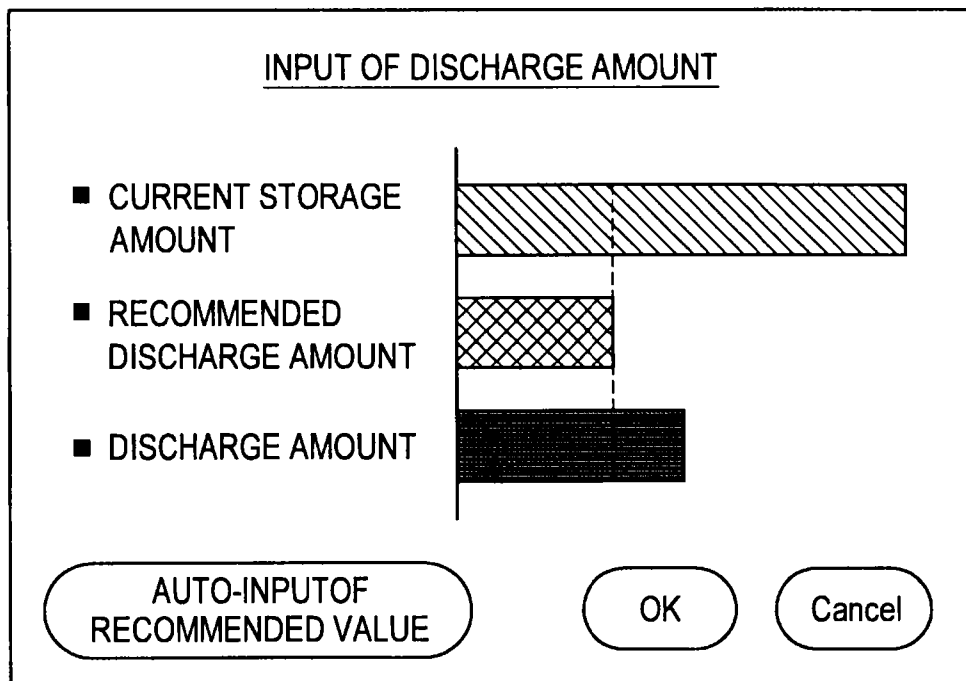 INPUT OF DISCHARGE AMOUNT
■ CURRENT STORAGE
AMOUNT
■ RECOMMENDED
DISCHARGE AMOUNT
■ DISCHARGE AMOUNT
AUTO-INPUTOF
RECOMMENDED VALUE
OK
Cancel